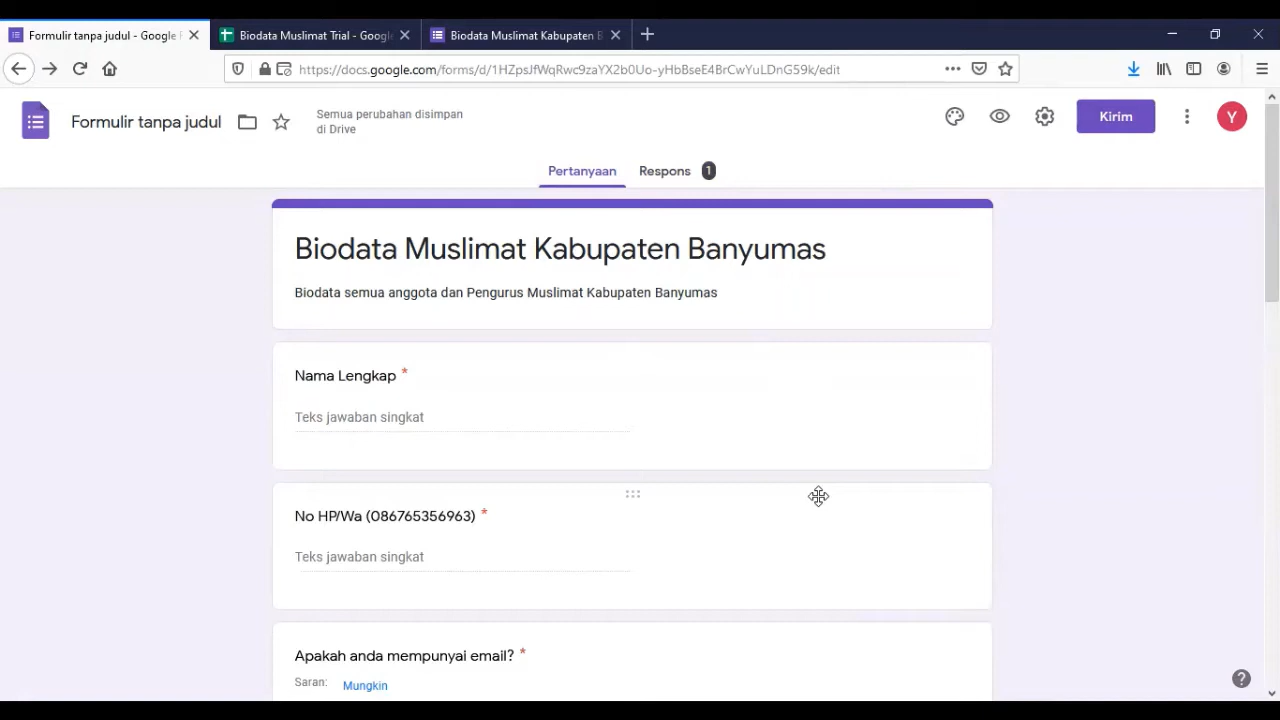 Formulir tanpa judul - Google F
Biodata Muslimat Trial - Googl
Biodata Muslimat Kabupaten B
https://docs.google.com/forms/d/1HZpsJfWqRwc9zaYX2b0Uo-yHbBseE4BrCwYuLDnG59k/edit
Formulir tanpa judul
Semua perubahan disimpan
di Drive
Kirim
Y
Pertanyaan
Respons
1
Biodata Muslimat Kabupaten Banyumas
Biodata semua anggota dan Pengurus Muslimat Kabupaten Banyumas
Nama Lengkap *
Teks jawaban singkat
No HP/Wa (086765356963) *
Teks jawaban singkat
Apakah anda mempunyai email? *
Saran: Mungkin